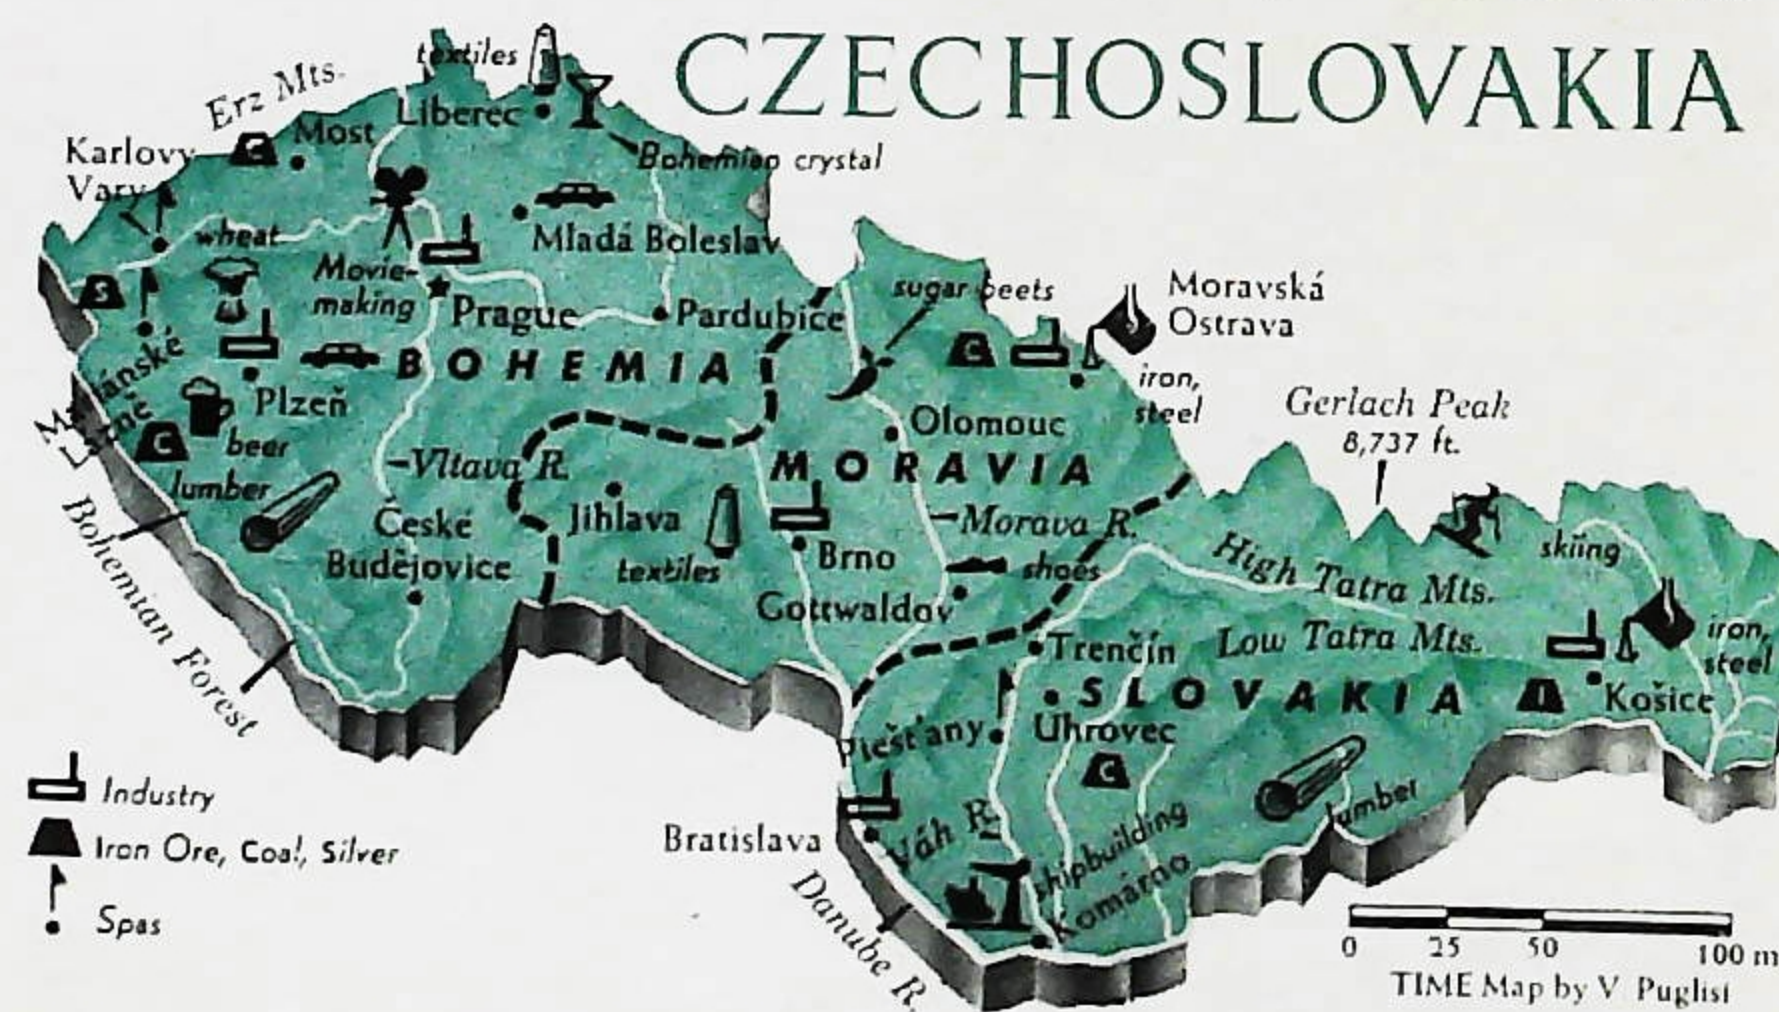 CZECHOSLOVAKIA
textiles
Erz Mts.
Liberec
Most
Karlovy
Vary
Bohemian crystal
wheat
Mladá Boleslav
Movie-
making
Prague
Pardubice
sugar beets
Moravská
Ostrava
iron,
steel
S
C
C
Mariánské
Lázně
BOHEMIA
Plzeň
beer
C
lumber
Vltava R.
Olomouc
MORAVIA
Gerlach Peak
8,737 ft.
České
Budějovice
Jihlava
textiles
Brno
Morava R.
shoes
Gottwaldov
High Tatra Mts.
skiing
Bohemian Forest
Trenčín
Low Tatra Mts.
iron,
steel
SLOVAKIA
I
Košice
Piešťany
Uhrovec
C
lumber
Industry
Iron Ore, Coal, Silver
Spas
Bratislava
Váh R.
shipbuilding
Komárno
Danube R.
0 25 50 100 m
TIME Map by V Puglisi